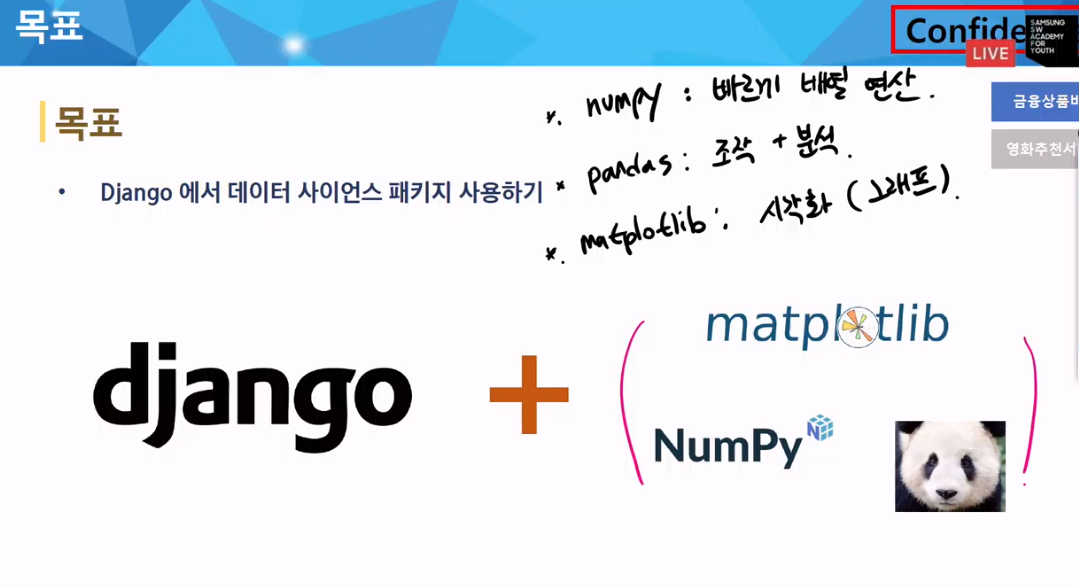 목표
Confide
LIVE
SAMSUNG
SW
ACADEMY
FOR
YOUTH
금융상품비
영화추천서
목표
• Django 에서 데이터 사이언스 패키지 사용하기
*. numpy : 빠르기 배열 연산.
* pandas : 조작 + 분석.
*. matplotlib : 시각화 (그래프).
django
+
matplotlib
NumPy